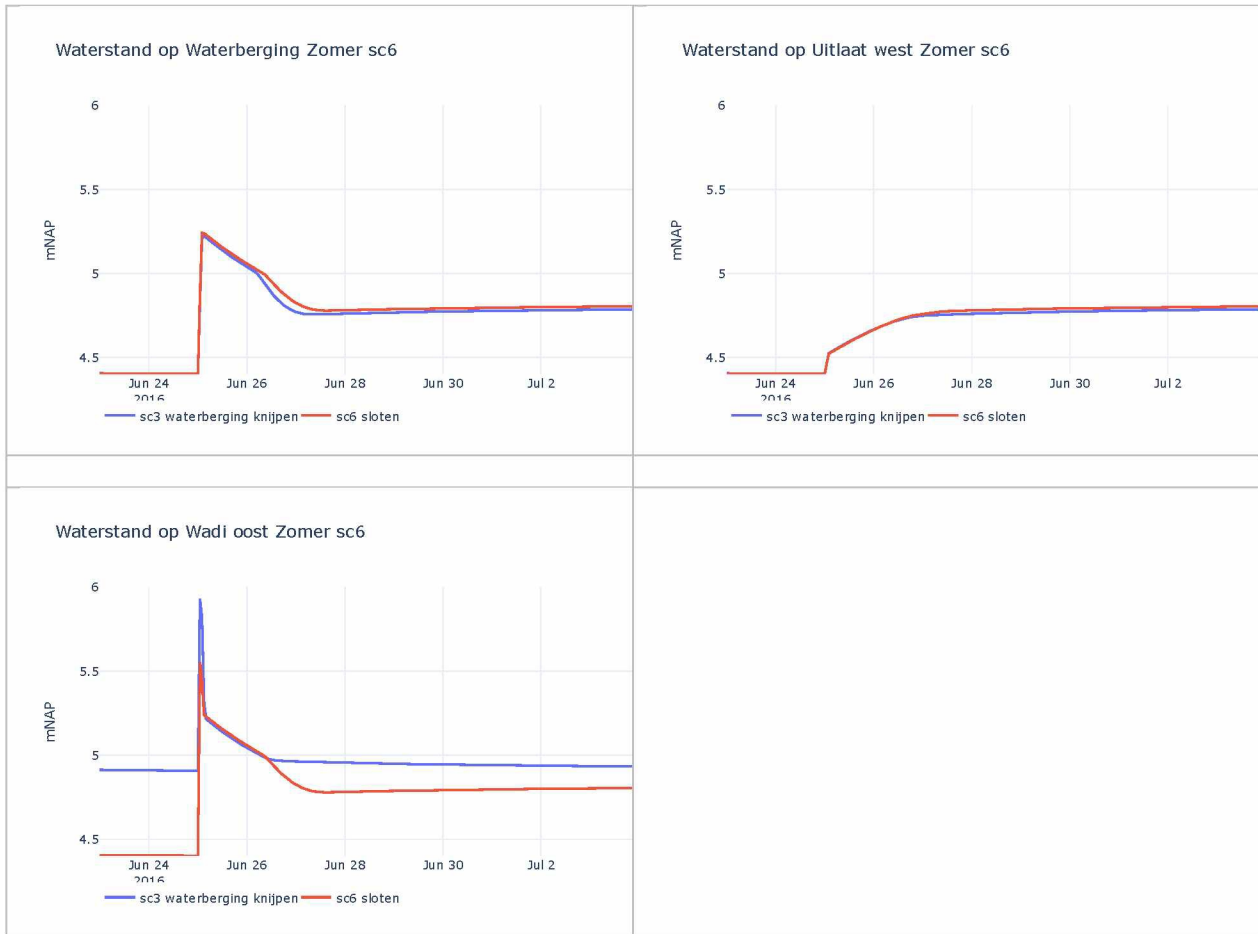 Waterstand op Waterberging Zomer sc6
6
5.5
5
4.5
mNAP
Jun 24
2016
Jun 26
Jun 28
Jun 30
Jul 2
sc3 waterberging knijpen
sc6 sloten
Waterstand op Uitlaat west Zomer sc6
6
5.5
5
4.5
mNAP
Jun 24
2016
Jun 26
Jun 28
Jun 30
Jul 2
sc3 waterberging knijpen
sc6 sloten
Waterstand op Wadi oost Zomer sc6
6
5.5
5
4.5
mNAP
Jun 24
2016
Jun 26
Jun 28
Jun 30
Jul 2
sc3 waterberging knijpen
sc6 sloten